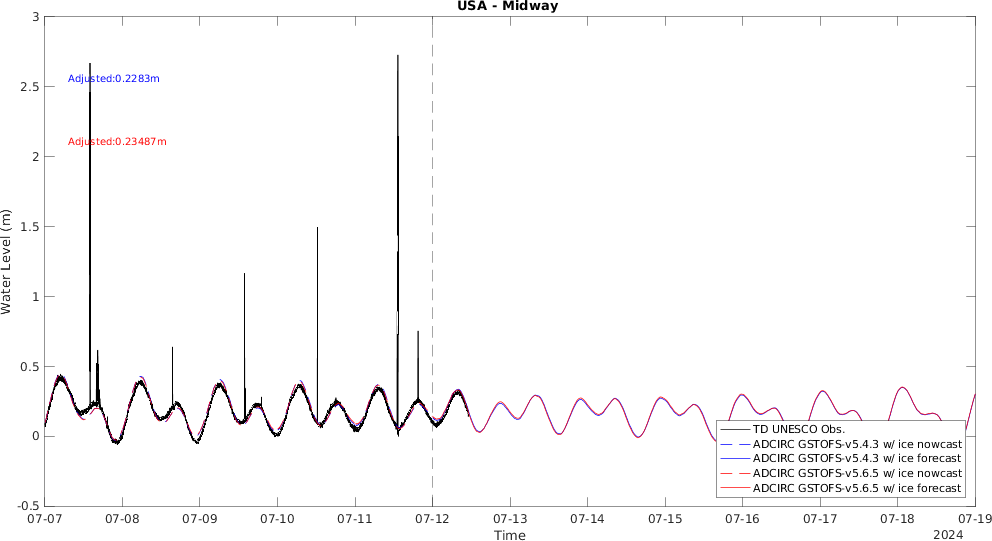 USA - Midway
3
2.5
2
1.5
1
0.5
0
-0.5
Water Level (m)
Adjusted:0.2283m
Adjusted:0.23487m
TD UNESCO Obs.
ADCIRC GSTOFS-v5.4.3 w/ ice nowcast
ADCIRC GSTOFS-v5.4.3 w/ ice forecast
ADCIRC GSTOFS-v5.6.5 w/ ice nowcast
ADCIRC GSTOFS-v5.6.5 w/ ice forecast
07-07 07-08 07-09 07-10 07-11 07-12 07-13 07-14 07-15 07-16 07-17 07-18 07-19
Time
2024